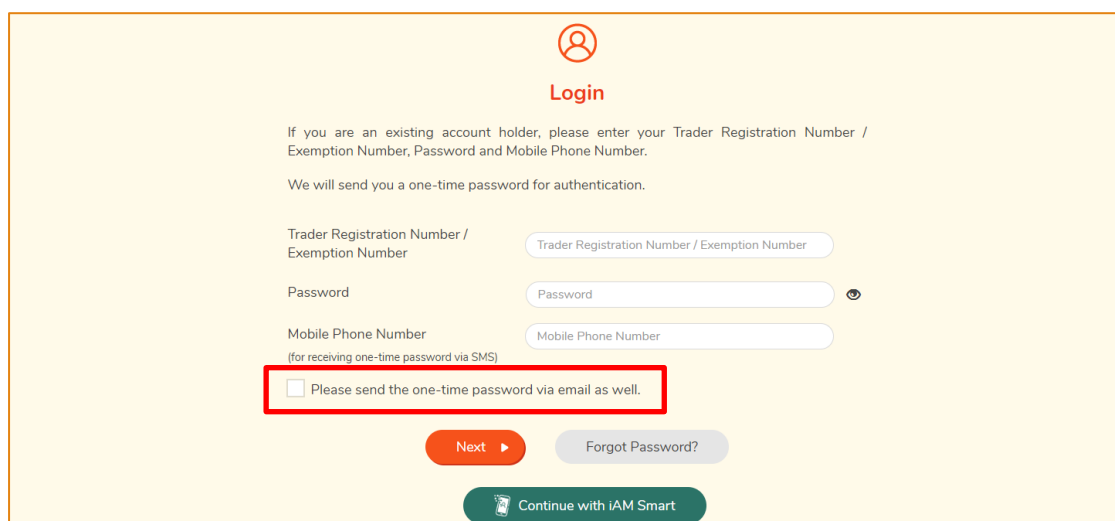 Login
If you are an existing account holder, please enter your Trader Registration Number /
Exemption Number, Password and Mobile Phone Number.
We will send you a one-time password for authentication.
Trader Registration Number /
Exemption Number
Trader Registration Number / Exemption Number
Password
Password
Mobile Phone Number
Mobile Phone Number
(for receiving one-time password via SMS)
Please send the one-time password via email as well.
Next
Forgot Password?
Continue with iAM Smart